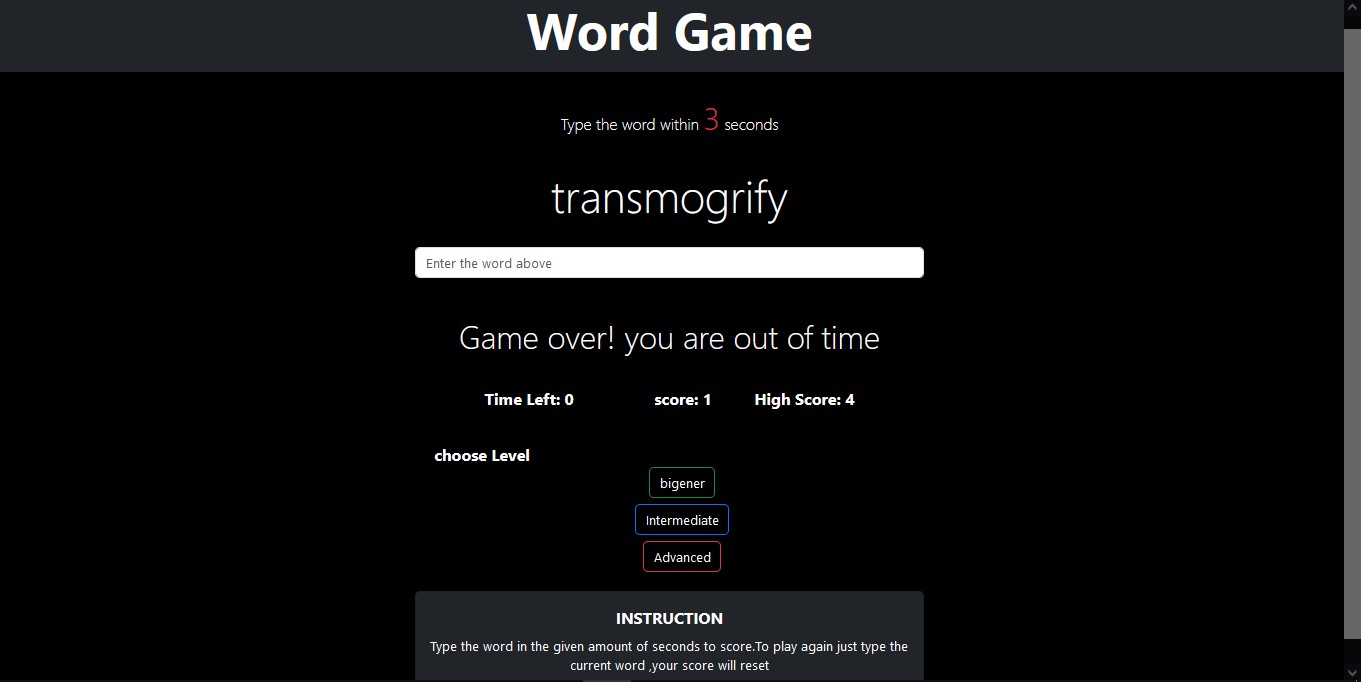 Word Game
Type the word within 3 seconds
transmogrify
Enter the word above
Game over! you are out of time
Time Left: 0 score: 1 High Score: 4
choose Level
bigener
Intermediate
Advanced
INSTRUCTION
Type the word in the given amount of seconds to score.To play again just type the
current word ,your score will reset